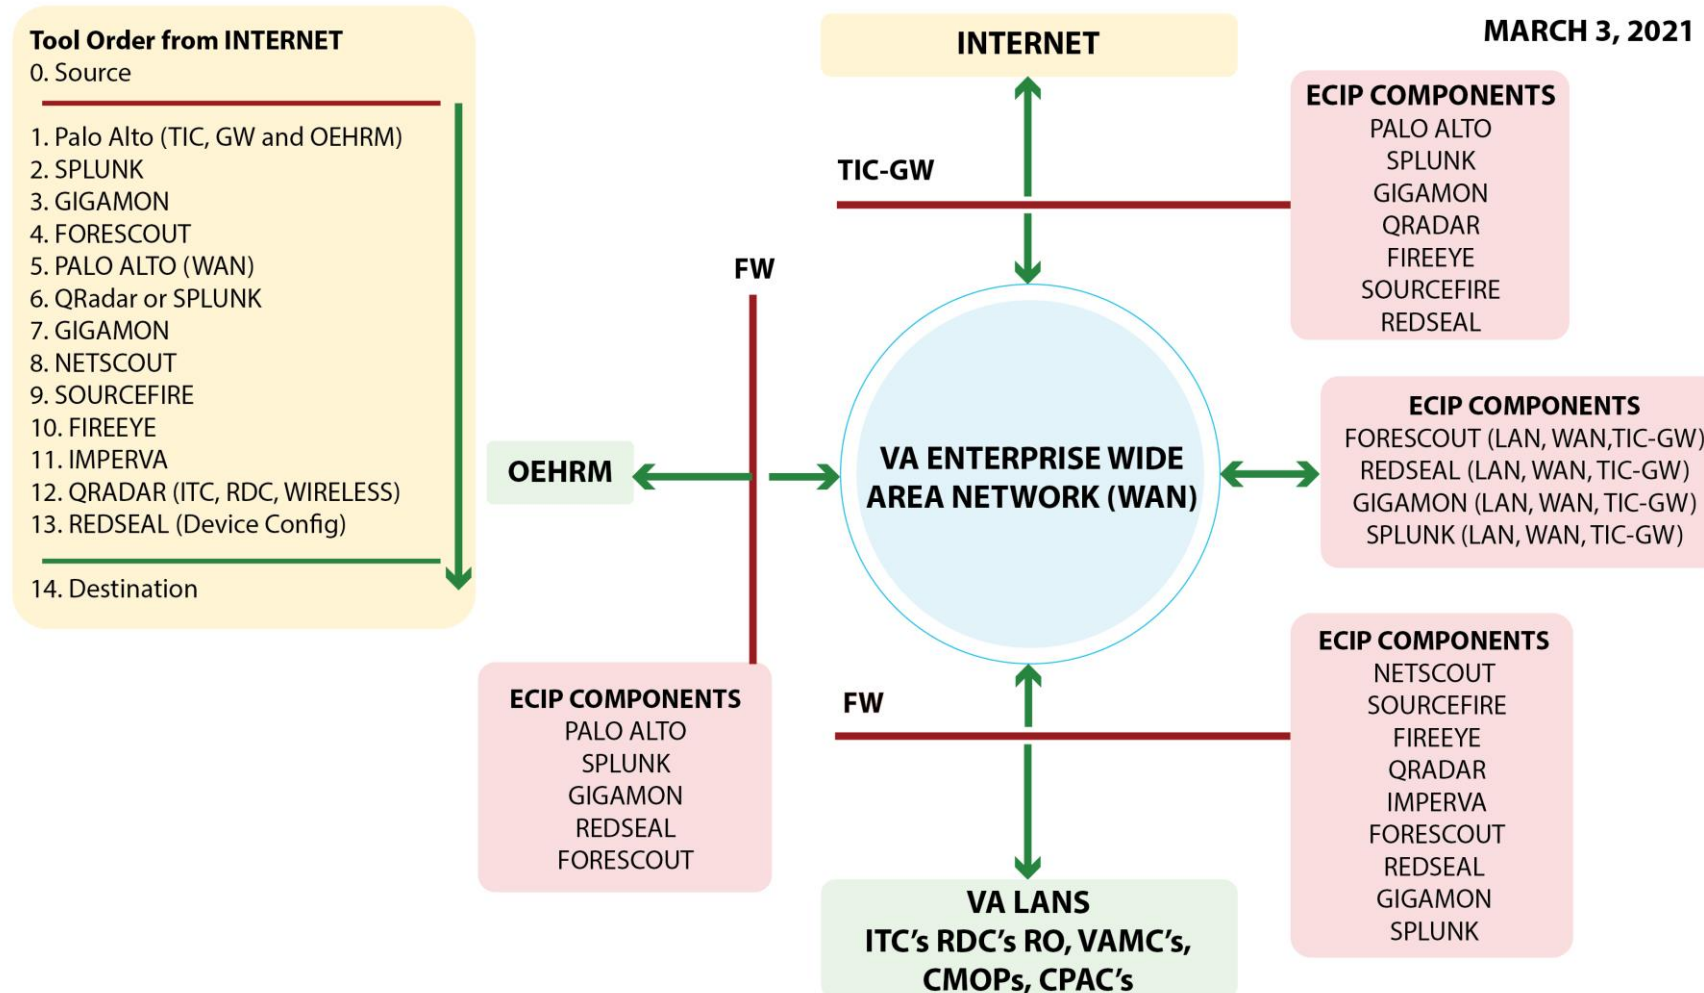 Tool Order from INTERNET
0. Source
1. Palo Alto (TIC, GW and OEHRM)
2. SPLUNK
3. GIGAMON
4. FORESCOUT
5. PALO ALTO (WAN)
6. QRadar or SPLUNK
7. GIGAMON
8. NETSCOUT
9. SOURCEFIRE
10. FIREEYE
11. IMPERVA
12. QRADAR (ITC, RDC, WIRELESS)
13. REDSEAL (Device Config)
14. Destination
INTERNET
MARCH 3, 2021
TIC-GW
ECIP COMPONENTS
PALO ALTO
SPLUNK
GIGAMON
QRADAR
FIREEYE
SOURCEFIRE
REDSEAL
FW
OEHRM
VA ENTERPRISE WIDE
AREA NETWORK (WAN)
ECIP COMPONENTS
FORESCOUT (LAN, WAN,TIC-GW)
REDSEAL (LAN, WAN, TIC-GW)
GIGAMON (LAN, WAN, TIC-GW)
SPLUNK (LAN, WAN, TIC-GW)
ECIP COMPONENTS
PALO ALTO
SPLUNK
GIGAMON
REDSEAL
FORESCOUT
FW
ECIP COMPONENTS
NETSCOUT
SOURCEFIRE
FIREEYE
QRADAR
IMPERVA
FORESCOUT
REDSEAL
GIGAMON
SPLUNK
VA LANS
ITC’s RDC’s RO, VAMC’s,
CMOPs, CPAC’s